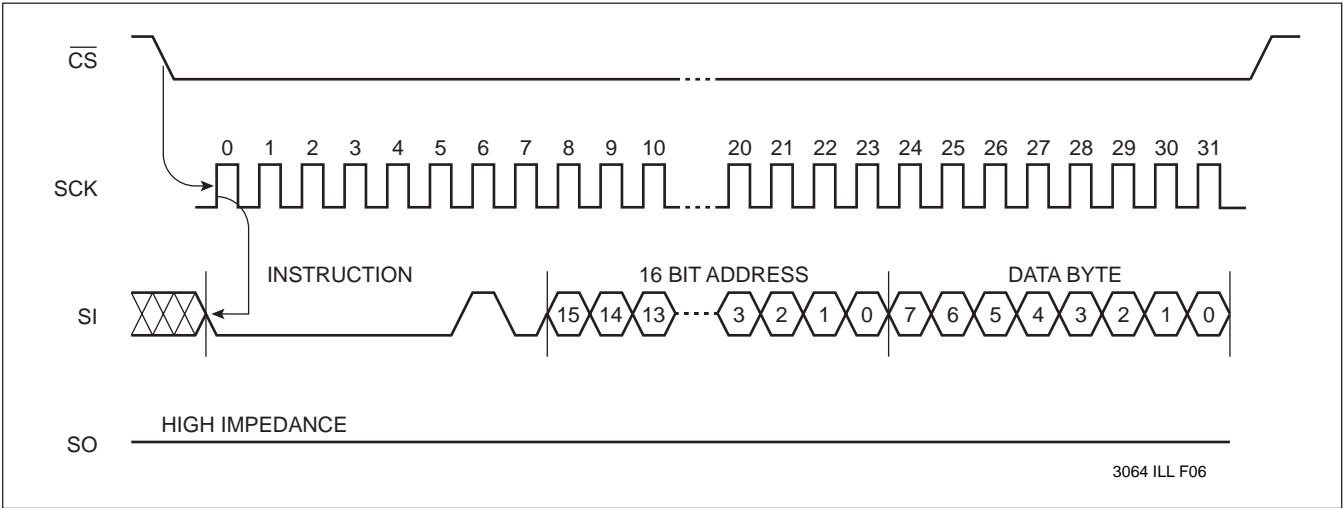 CS
0 1 2 3 4 5 6 7 8 9 10 20 21 22 23 24 25 26 27 28 29 30 31
SCK
INSTRUCTION 16 BIT ADDRESS DATA BYTE
SI 15 14 13 3 2 1 0 7 6 5 4 3 2 1 0
HIGH IMPEDANCE
SO
3064 ILL F06